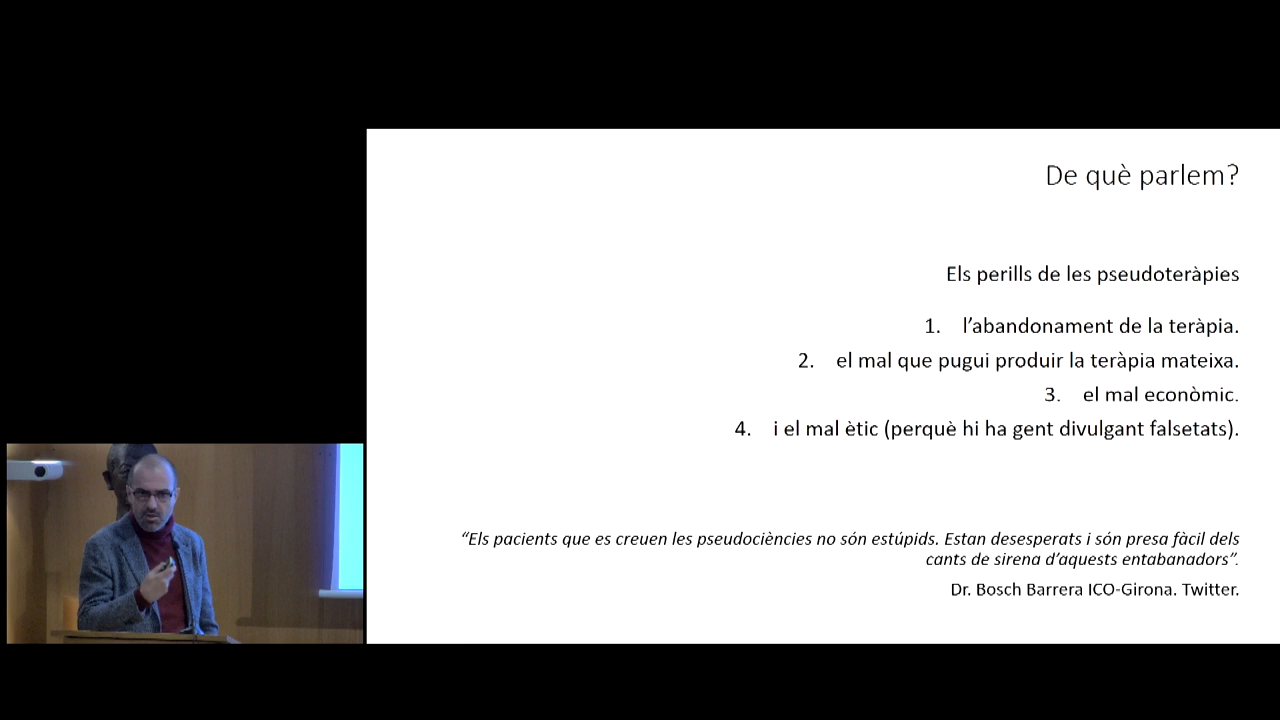 De què parlem?
Els perills de les pseudoteràpies
1. l’abandonament de la teràpia.
2. el mal que pugui produir la teràpia mateixa.
3. el mal econòmic.
4. i el mal ètic (perquè hi ha gent divulgant falsetats).
“Els pacients que es creuen les pseudociències no són estúpids. Estan desesperats i són presa fàcil dels
cants de sirena d’aquests entabanadors”.
Dr. Bosch Barrera ICO-Girona. Twitter.